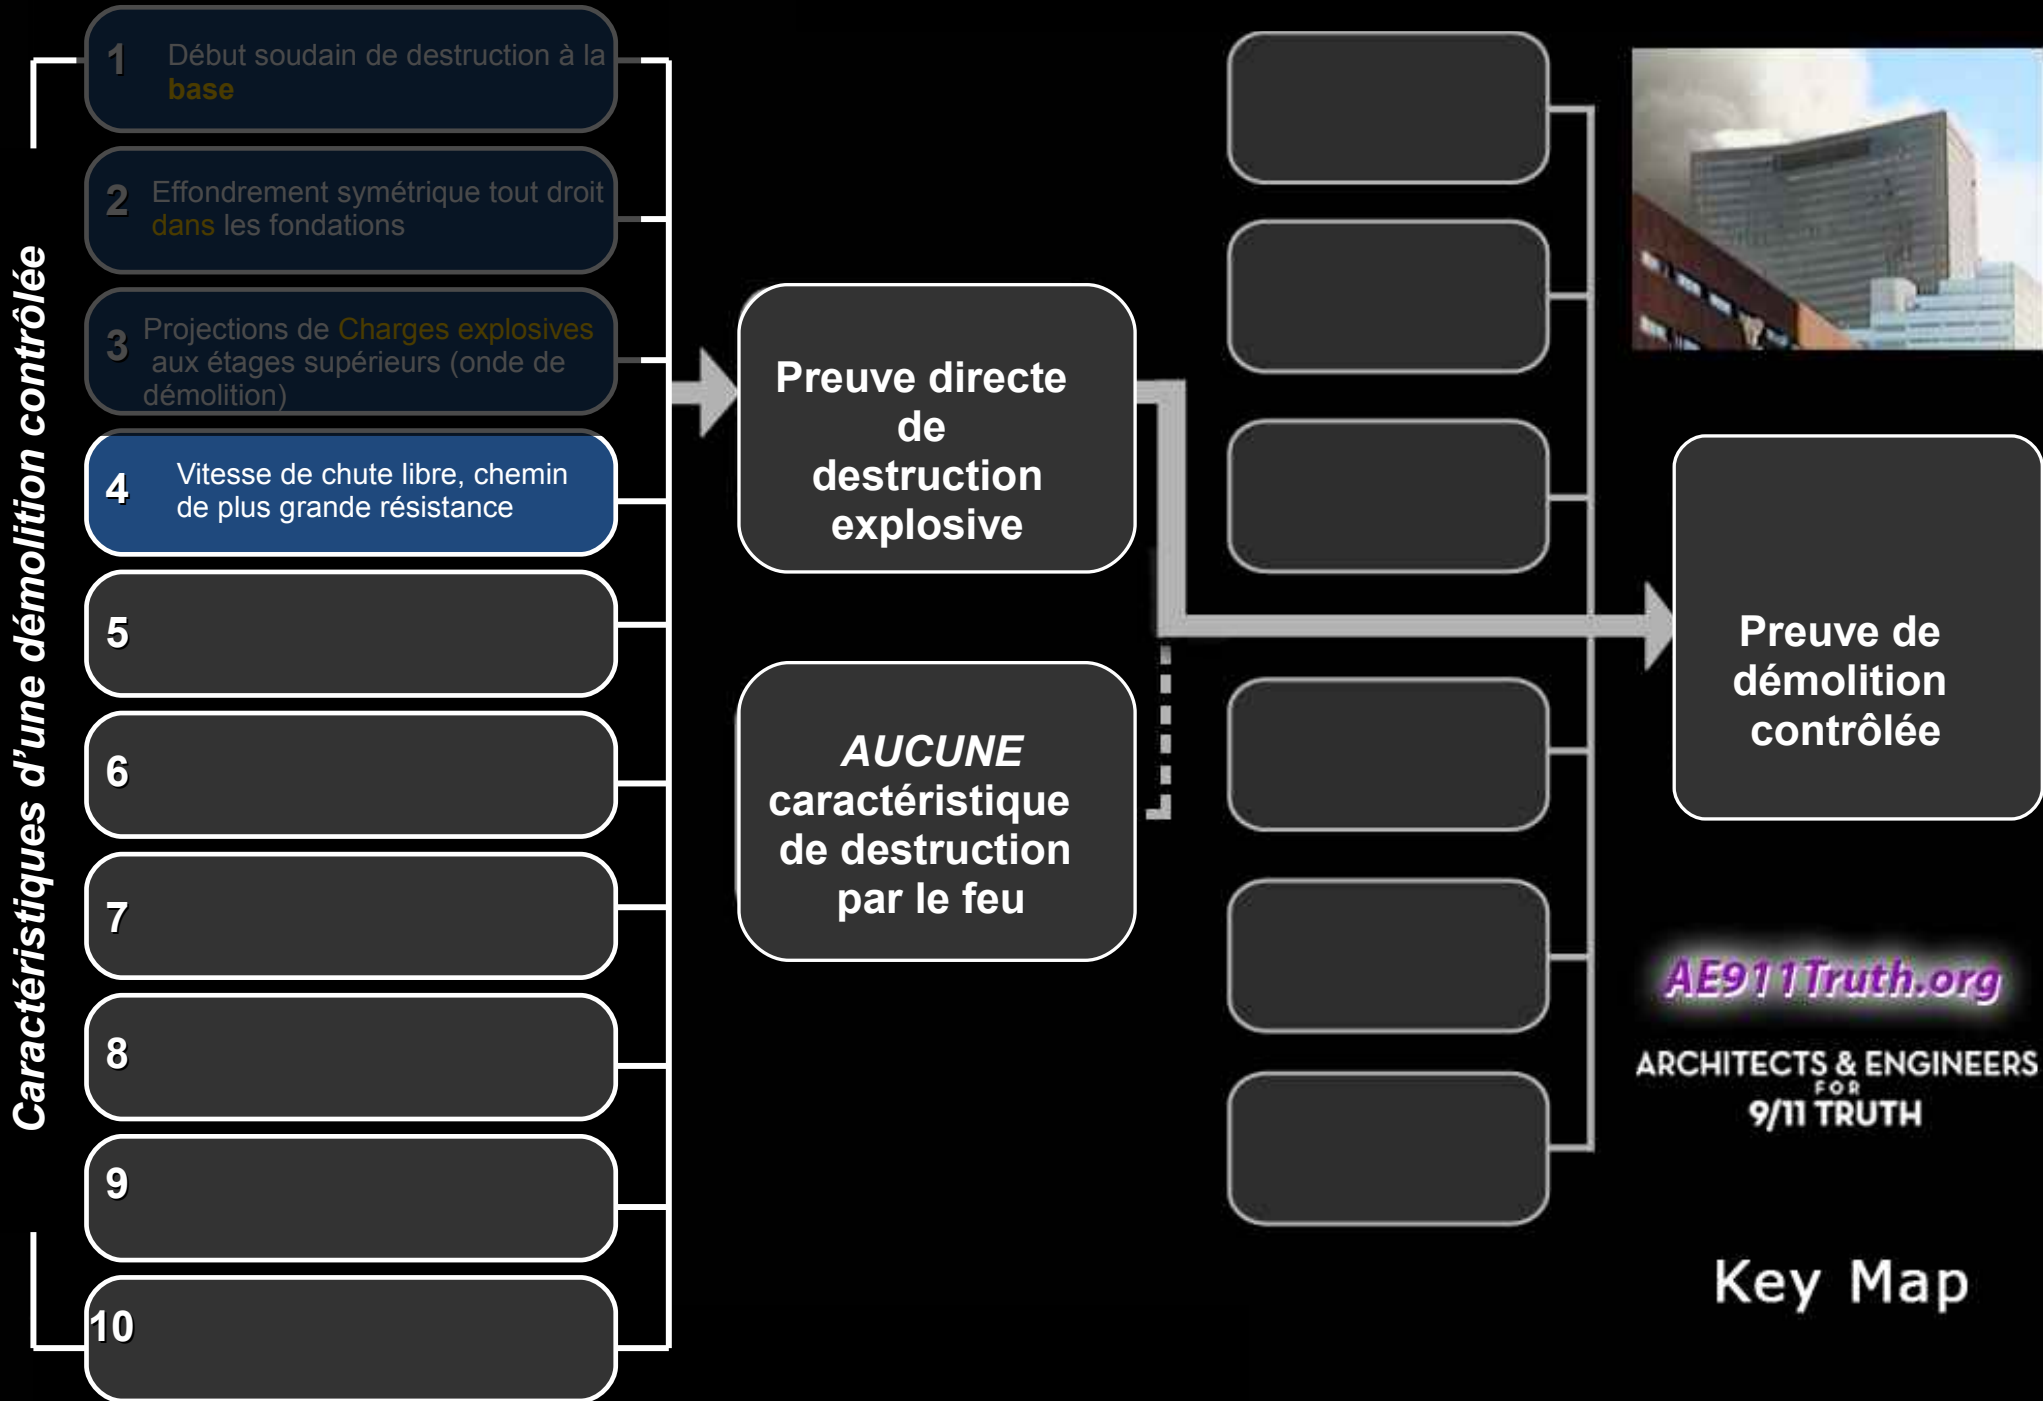 Caractéristiques d'une démolition contrôlée
1 Début soudain de destruction à la
base
2 Effondrement symétrique tout droit
dans les fondations
3 Projections de Charges explosives
aux étages supérieurs (onde de
démolition)
4 Vitesse de chute libre, chemin
de plus grande résistance
5
6
7
8
9
10
Preuve directe
de
destruction
explosive
AUCUNE
caractéristique
de destruction
par le feu
Preuve de
démolition
contrôlée
AE911Truth.org
ARCHITECTS & ENGINEERS
FOR
9/11 TRUTH
Key Map